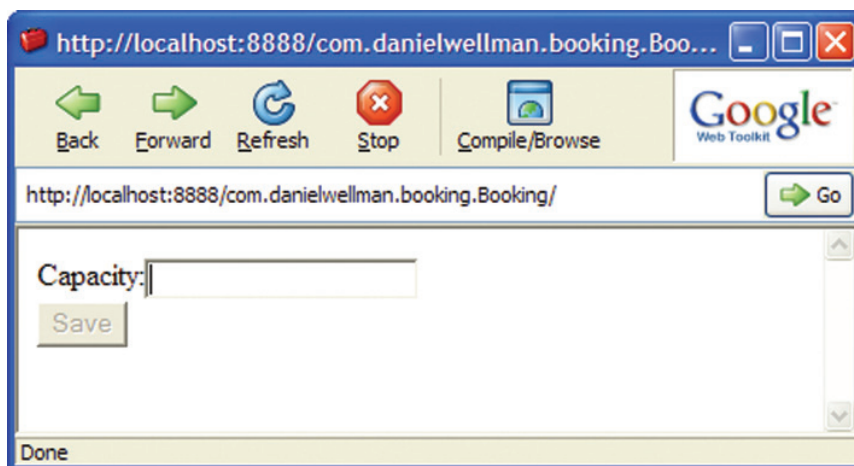 http://localhost:8888/com.danielwellman.booking.Boo...
Back Forward Refresh Stop Compile/Browse
Google
Web Toolkit
http://localhost:8888/com.danielwellman.booking.Booking/
Go
Capacity:
Save
Done